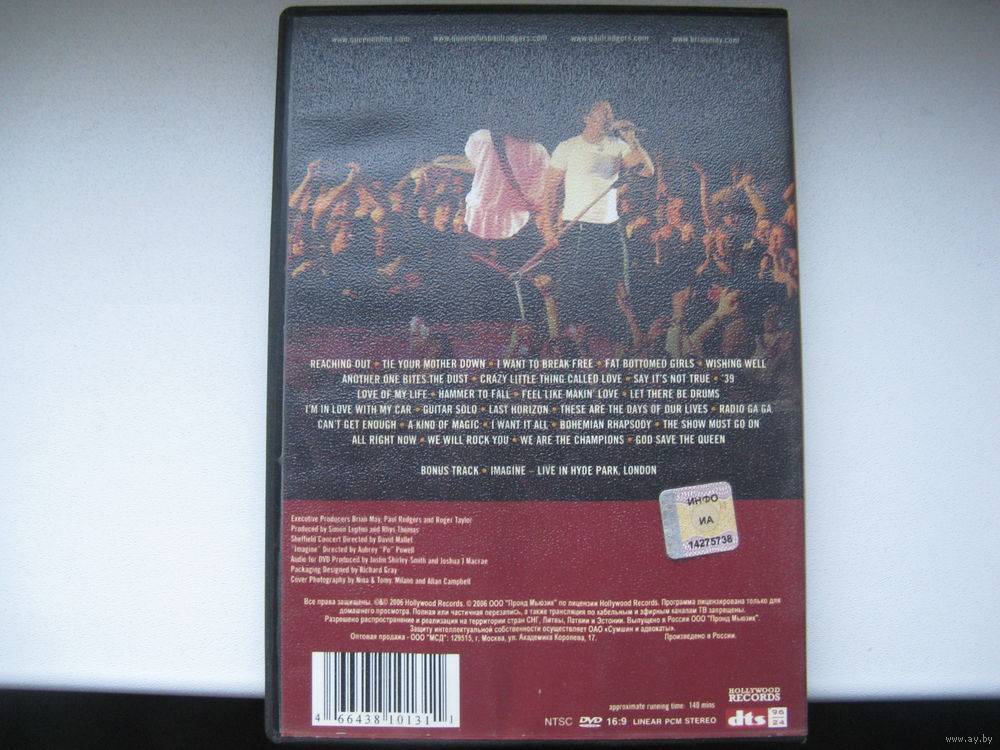 www.queenonline.com www.queenpluspaulrodgers.com www.paulrodgers.com www.brianmay.com
REACHING OUT • TIE YOUR MOTHER DOWN • I WANT TO BREAK FREE • FAT BOTTOMED GIRLS • WISHING WELL
ANOTHER ONE BITES THE DUST • CRAZY LITTLE THING CALLED LOVE • SAY IT'S NOT TRUE • '39
LOVE OF MY LIFE • HAMMER TO FALL • FEEL LIKE MAKIN' LOVE • LET THERE BE DRUMS
I'M IN LOVE WITH MY CAR • GUITAR SOLO • LAST HORIZON • THESE ARE THE DAYS OF OUR LIVES • RADIO GA GA
CAN'T GET ENOUGH • A KIND OF MAGIC • I WANT IT ALL • BOHEMIAN RHAPSODY • THE SHOW MUST GO ON
ALL RIGHT NOW • WE WILL ROCK YOU • WE ARE THE CHAMPIONS • GOD SAVE THE QUEEN
BONUS TRACK • IMAGINE – LIVE IN HYDE PARK, LONDON
ИНФО
ИА
14275738
Executive Producers Brian May, Paul Rodgers and Roger Taylor
Produced by Simon Lupton and Rhys Thomas
Sheffield Concert Directed by David Mallet
"Imagine" Directed by Aubrey "Po" Powell
Audio for DVD Produced by Justin Shirley-Smith and Joshua J Macrae
Packaging Designed by Richard Gray
Cover Photography by Nina & Tomy, Milano and Allan Campbell
Все права защищены. ©&℗ 2006 Hollywood Records. © 2006 ООО "Пронд Мьюзик" по лицензии Hollywood Records. Программа лицензирована только для
домашнего просмотра. Полная или частичная перезапись, а также трансляция по кабельным и эфирным каналам ТВ запрещены.
Разрешено распространение и реализация на территории стран СНГ, Литвы, Латвии и Эстонии. Выпущено в России ООО "Пронд Мьюзик".
Защиту интеллектуальной собственности осуществляет ОАО «Сумшин и адвокаты».
Оптовая продажа - ООО "МСД": 129515, г. Москва, ул. Академика Королева, 17. Произведено в России.
4 66438 10131 1
HOLLYWOOD
RECORDS
approximate running time: 140 mins
NTSC DVD 16:9 LINEAR PCM STEREO dts 96 24
www.ay.by